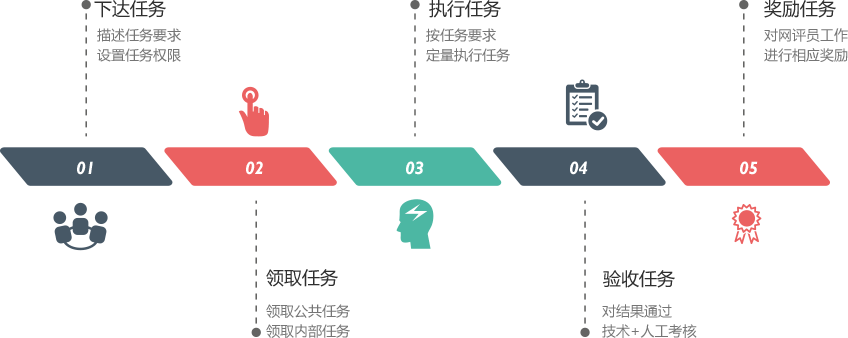 下达任务
描述任务要求
设置任务权限
执行任务
按任务要求
定量执行任务
奖励任务
对网评员工作
进行相应奖励
01
02
03
04
05
领取任务
领取公共任务
领取内部任务
验收任务
对结果通过
技术+人工考核